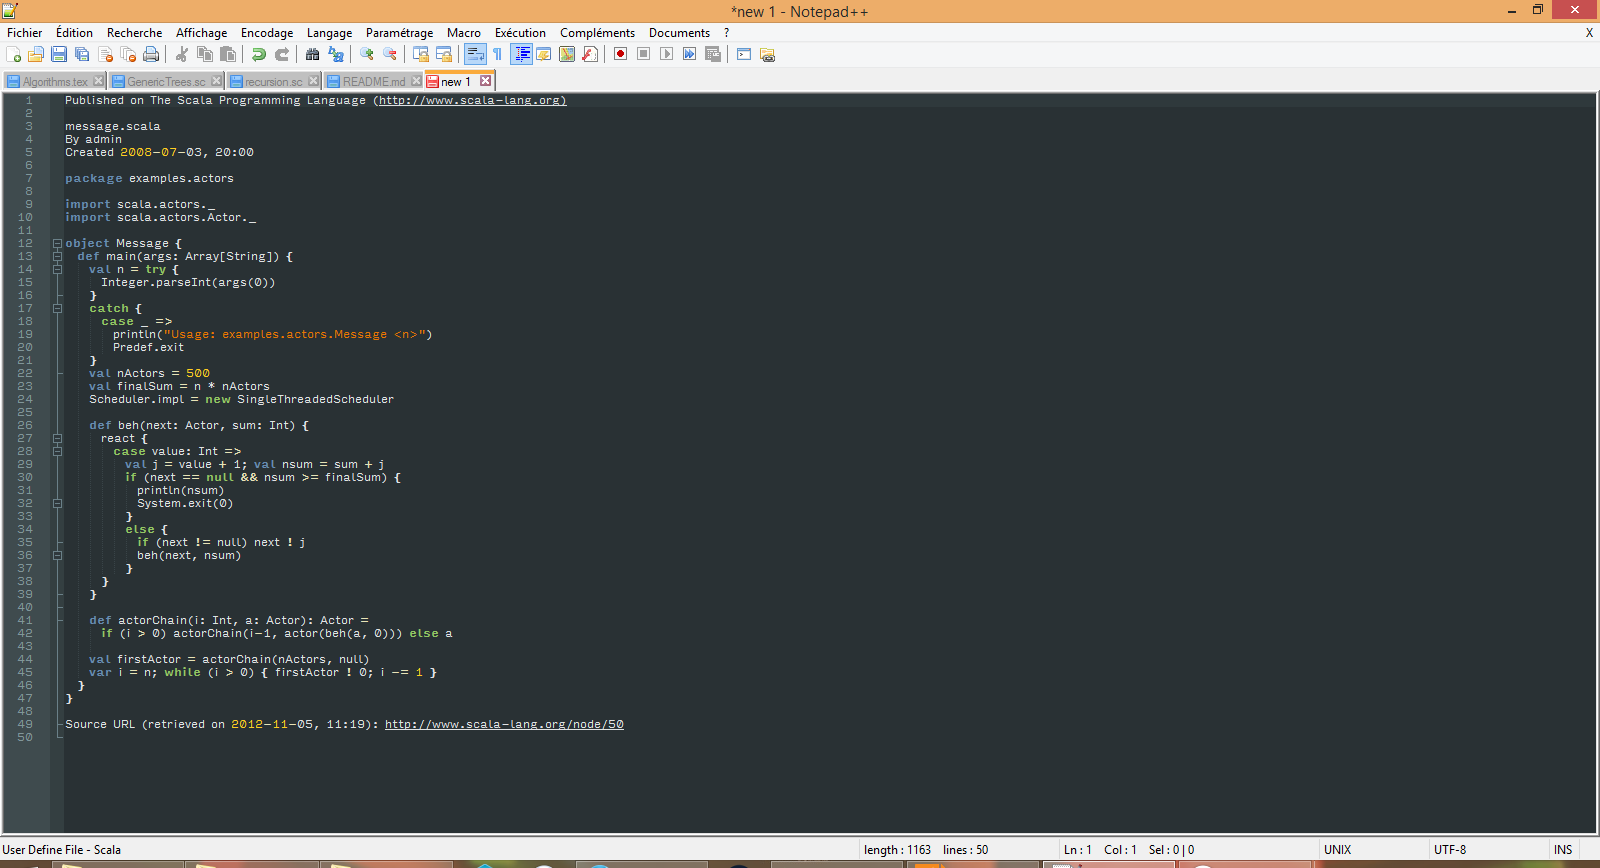 *new 1 - Notepad++
Fichier Édition Recherche Affichage Encodage Langage Paramétrage Macro Exécution Compléments Documents ? X
Algorithms.tex GenericTrees.sc recursion.sc README.md new 1
1 Published on The Scala Programming Language (http://www.scala-lang.org)
2
3 message.scala
4 By admin
5 Created 2008-07-03, 20:00
6
7 package examples.actors
8
9 import scala.actors._
10 import scala.actors.Actor._
11
12 object Message {
13 def main(args: Array[String]) {
14 val n = try {
15 Integer.parseInt(args(0))
16 }
17 catch {
18 case _ =>
19 println("Usage: examples.actors.Message <n>")
20 Predef.exit
21 }
22 val nActors = 500
23 val finalSum = n * nActors
24 Scheduler.impl = new SingleThreadedScheduler
25
26 def beh(next: Actor, sum: Int) {
27 react {
28 case value: Int =>
29 val j = value + 1; val nsum = sum + j
30 if (next == null && nsum >= finalSum) {
31 println(nsum)
32 System.exit(0)
33 }
34 else {
35 if (next != null) next ! j
36 beh(next, nsum)
37 }
38 }
39 }
40
41 def actorChain(i: Int, a: Actor): Actor =
42 if (i > 0) actorChain(i-1, actor(beh(a, 0))) else a
43
44 val firstActor = actorChain(nActors, null)
45 var i = n; while (i > 0) { firstActor ! 0; i -= 1 }
46 }
47 }
48
49 Source URL (retrieved on 2012-11-05, 11:19): http://www.scala-lang.org/node/50
50
User Define File - Scala length : 1163 lines : 50 Ln : 1 Col : 1 Sel : 0 | 0 UNIX UTF-8 INS